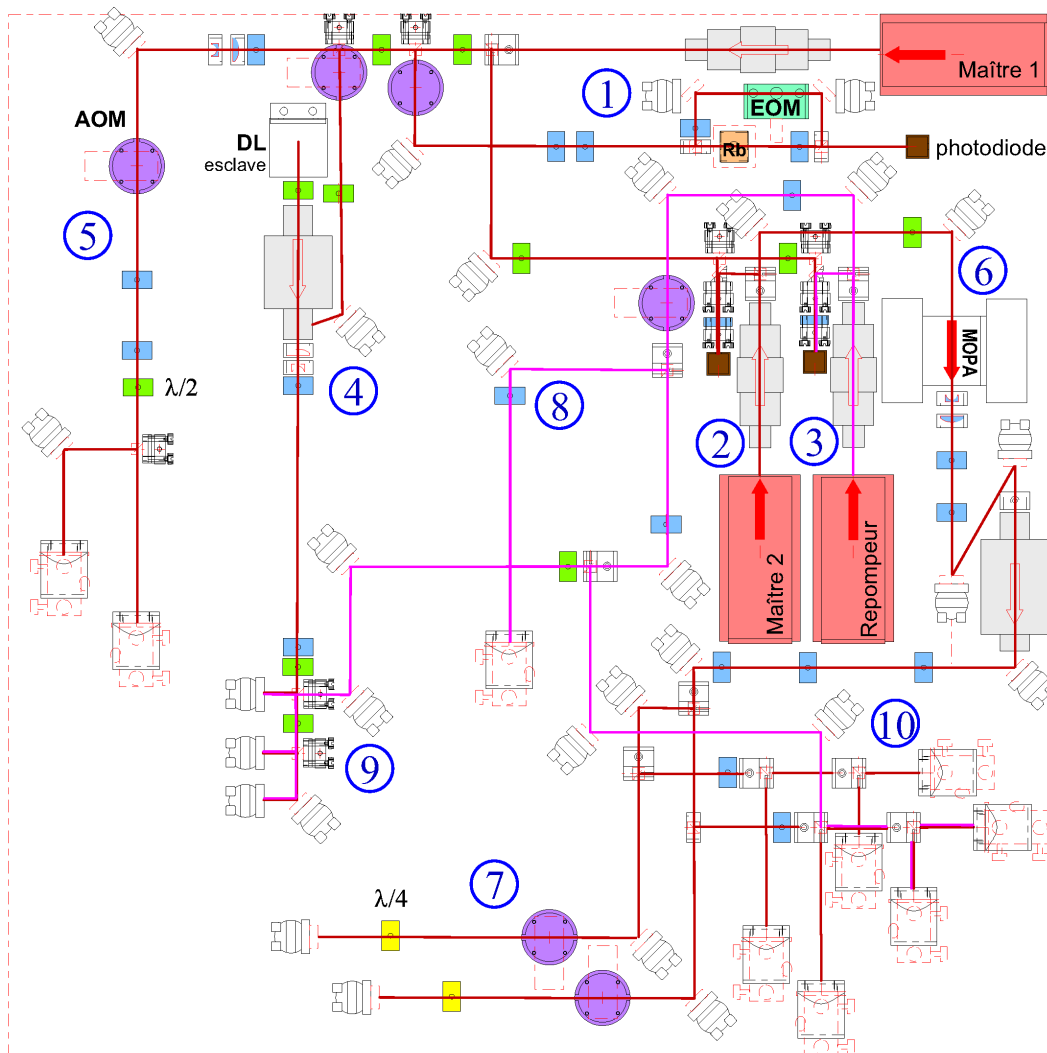 Maître 1
1
EOM
AOM
DL
esclave
Rb
photodiode
5
6
MOPA
λ/2
4
8
2
3
Maître 2
Repompeur
10
9
7
λ/4